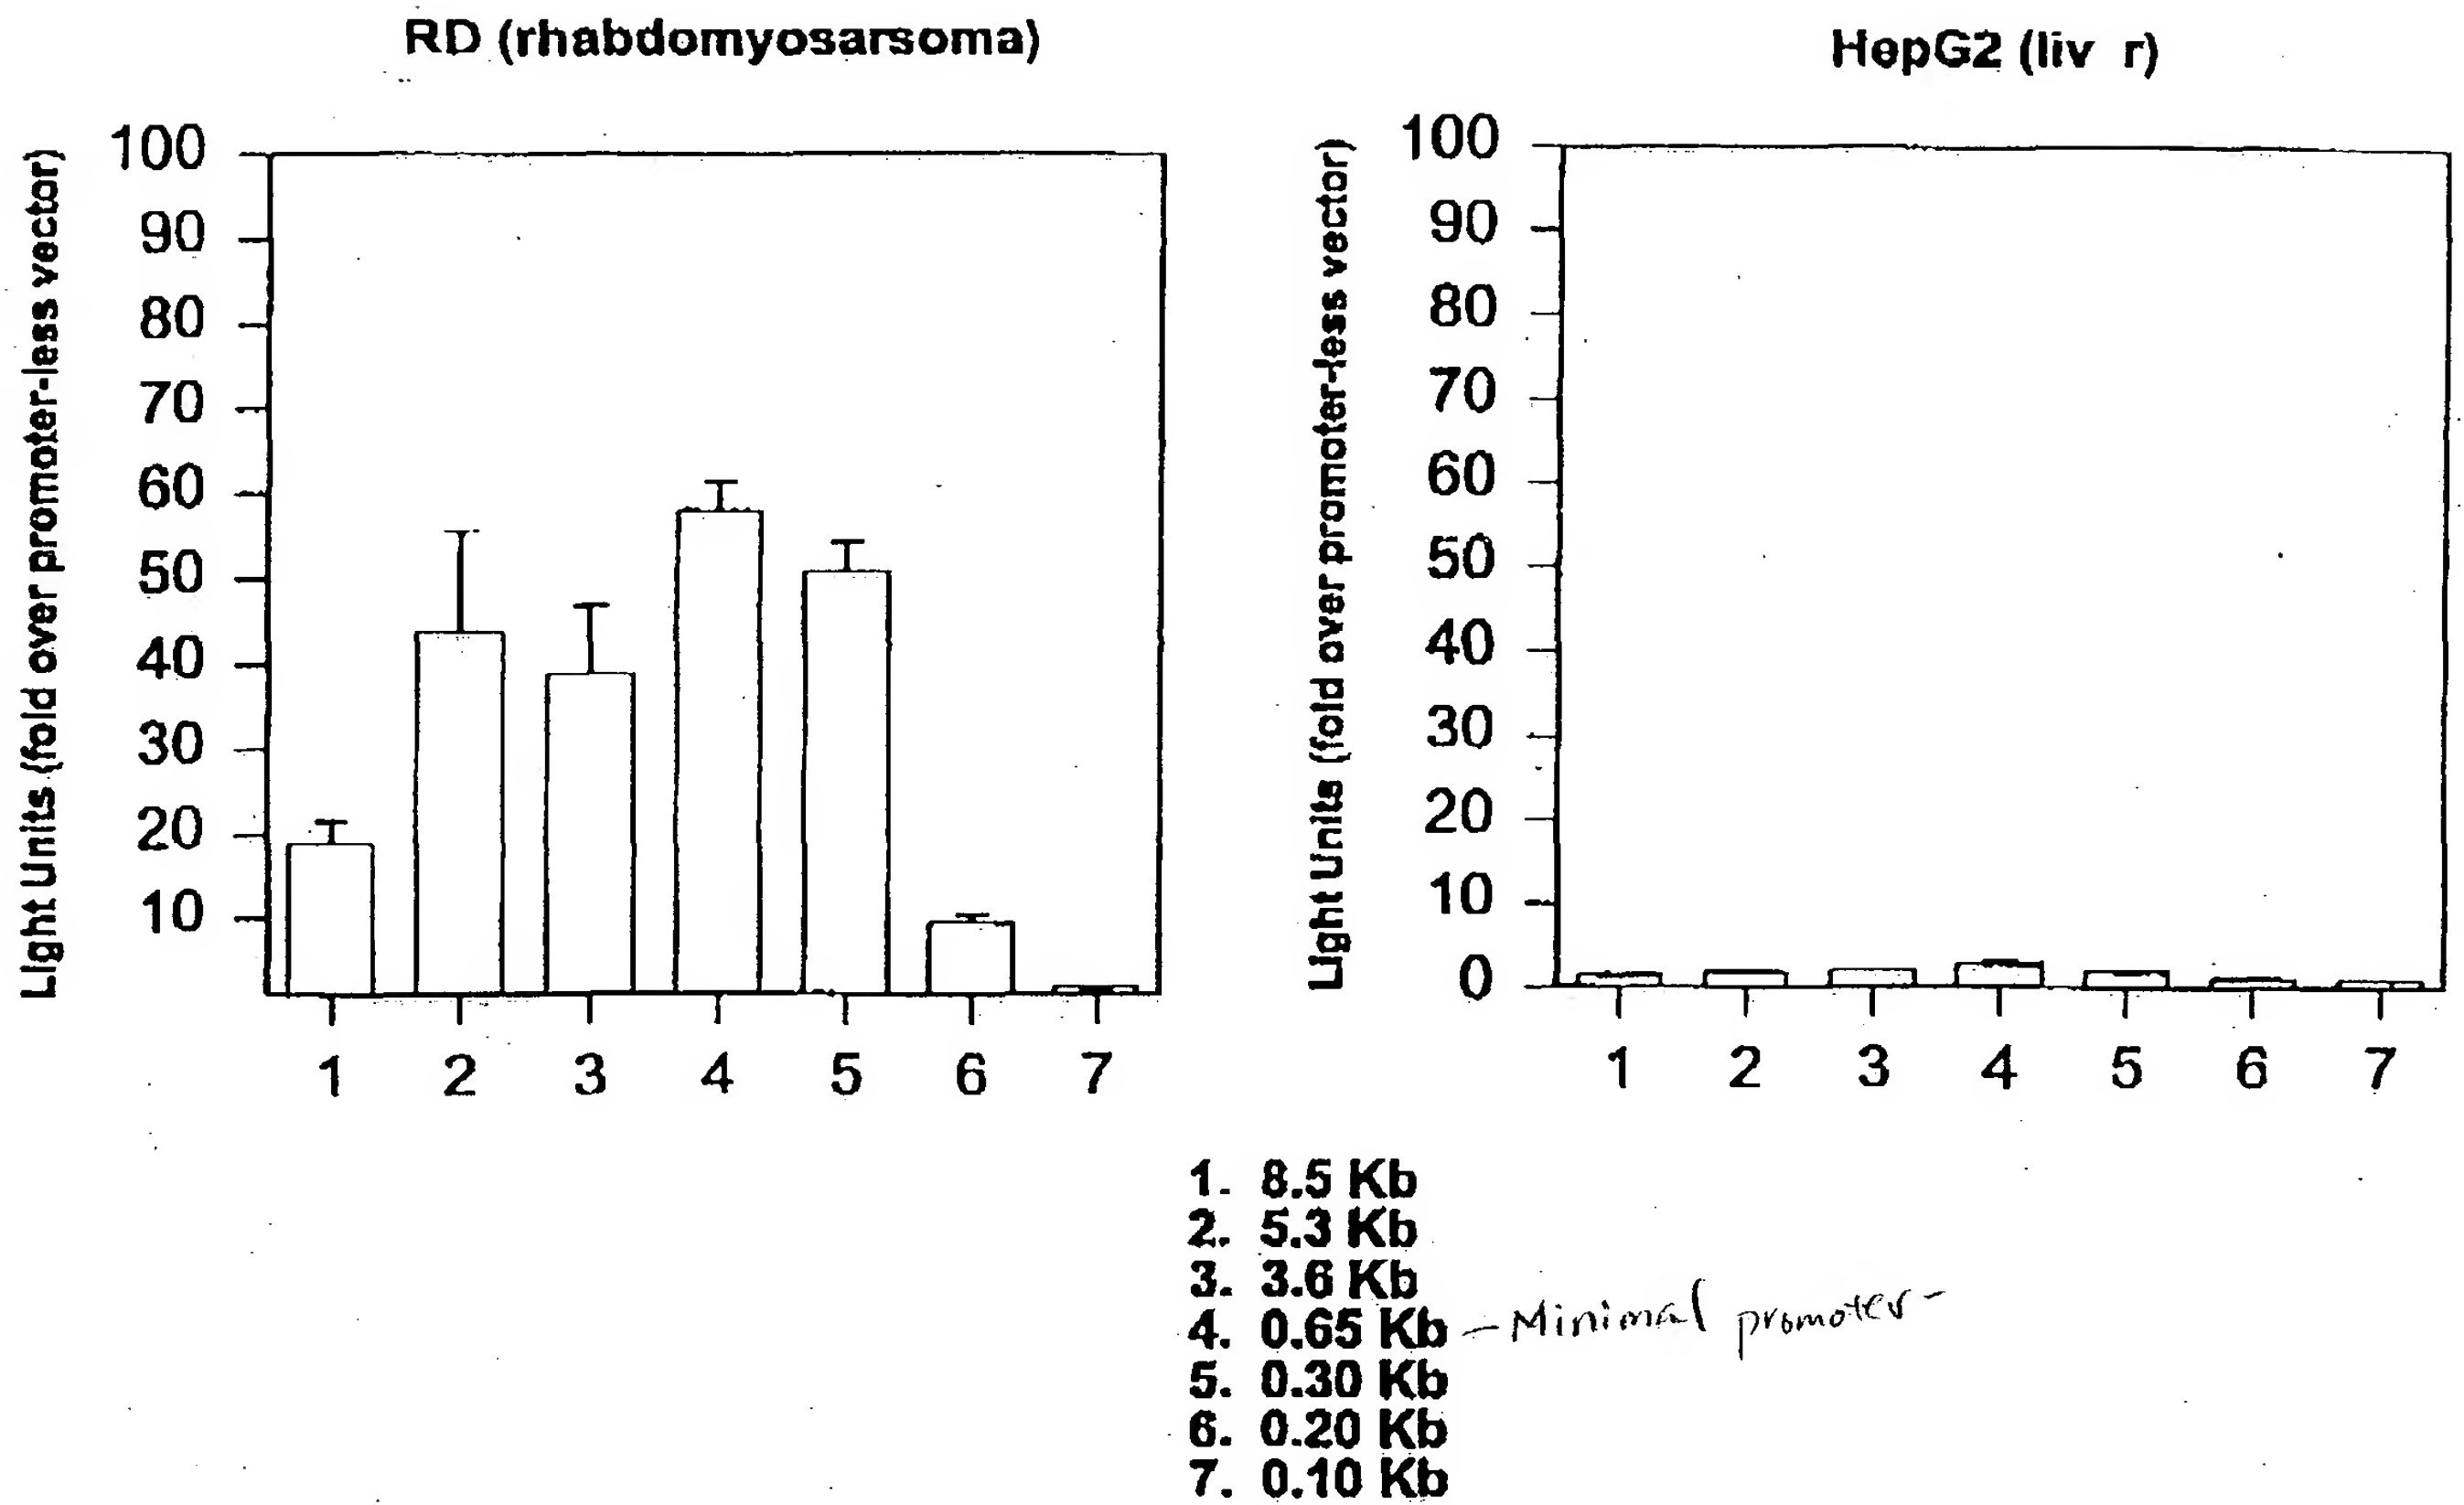 RD (rhabdomyosarsoma)
Light Units (fold over promoter-less vector)
100
90
80
70
60
50
40
30
20
10
1 2 3 4 5 6 7
HepG2 (liv r)
Light Units (fold over promoter-less vector)
100
90
80
70
60
50
40
30
20
10
0
1 2 3 4 5 6 7
1. 8.5 Kb
2. 5.3 Kb
3. 3.6 Kb
4. 0.65 Kb – Minimal promoter –
5. 0.30 Kb
6. 0.20 Kb
7. 0.10 Kb